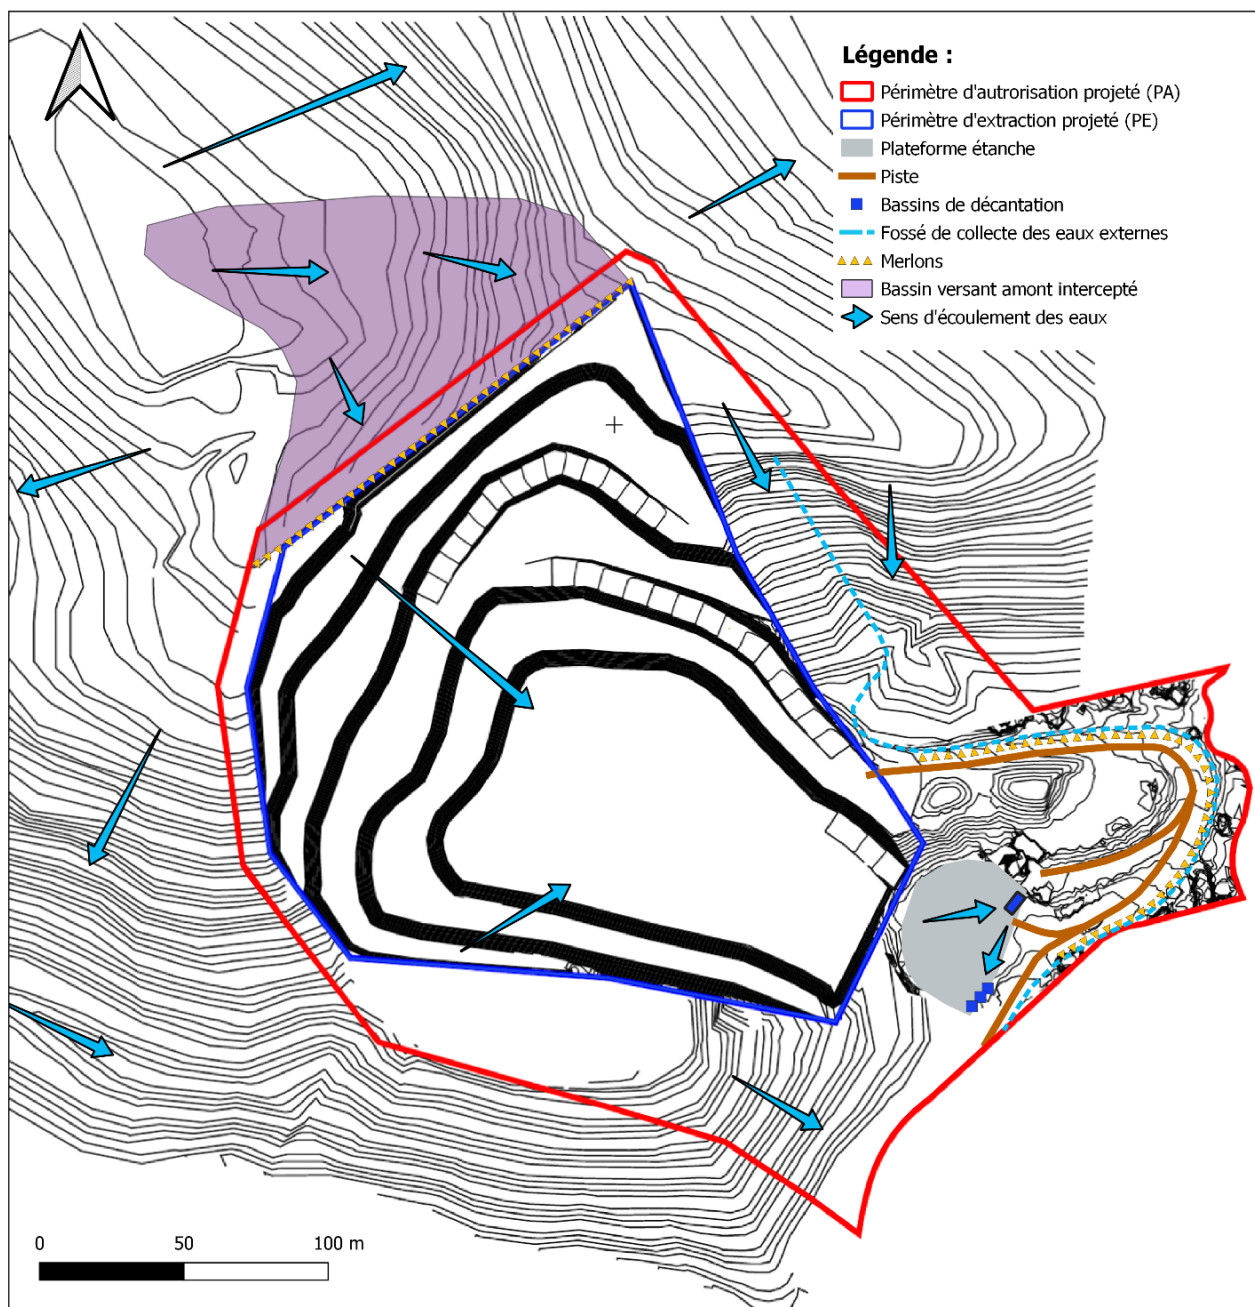 Légende :
Périmètre d'autrorisation projeté (PA)
Périmètre d'extraction projeté (PE)
Plateforme étanche
Piste
Bassins de décantation
Fossé de collecte des eaux externes
Merlons
Bassin versant amont intercepté
Sens d'écoulement des eaux
0 50 100 m